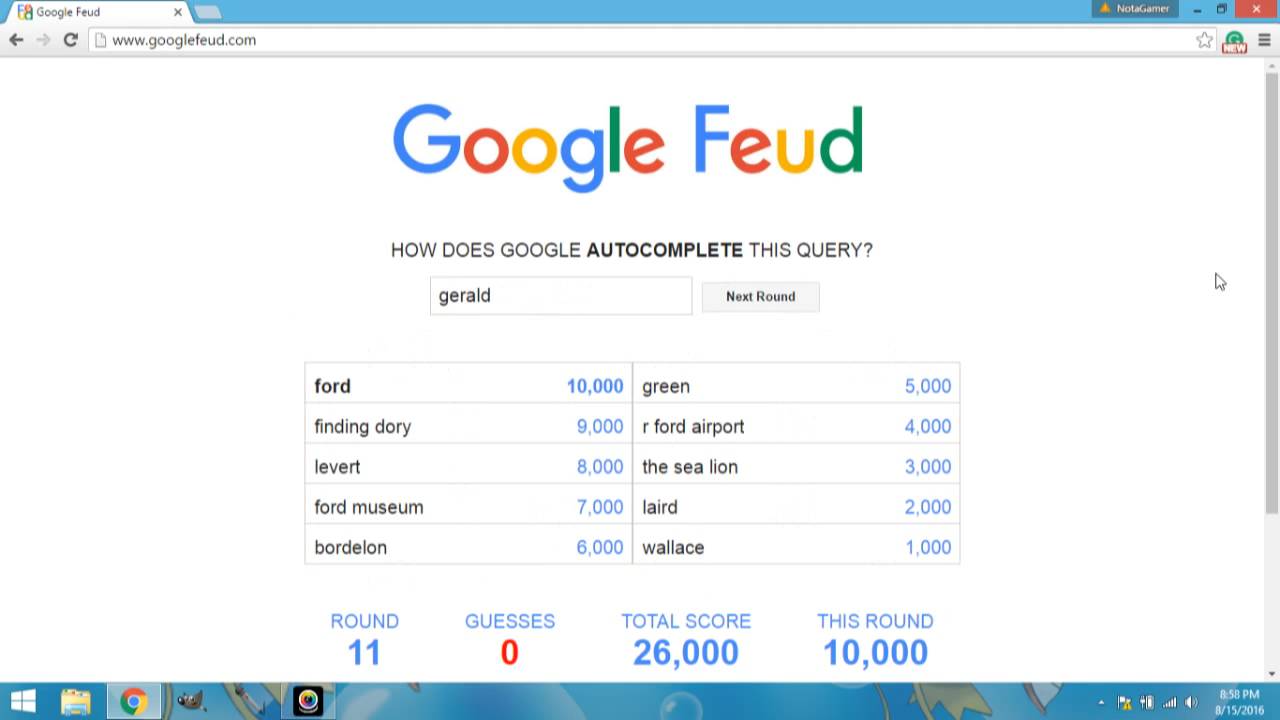 Google Feud
NotaGamer
www.googlefeud.com
NEW
Google Feud
HOW DOES GOOGLE AUTOCOMPLETE THIS QUERY?
gerald
Next Round
ford 10,000 green 5,000
finding dory 9,000 r ford airport 4,000
levert 8,000 the sea lion 3,000
ford museum 7,000 laird 2,000
bordelon 6,000 wallace 1,000
ROUND GUESSES TOTAL SCORE THIS ROUND
11 0 26,000 10,000
8:58 PM
8/15/2016